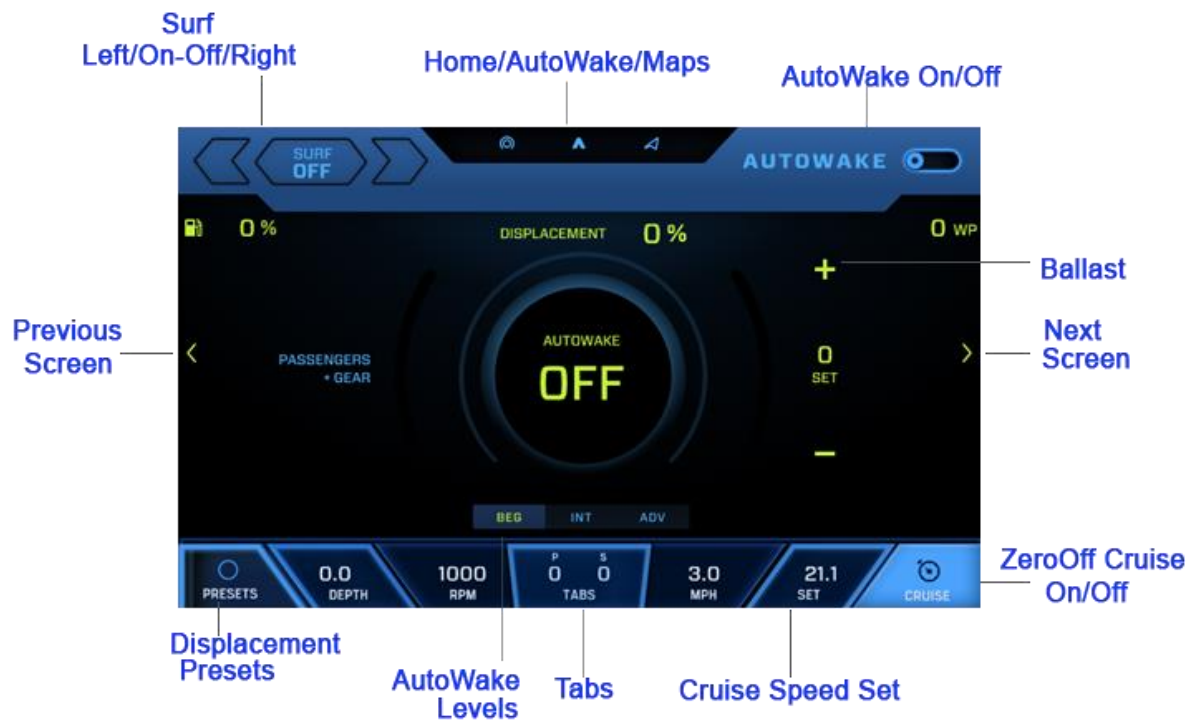 Surf
Left/On-Off/Right
Home/AutoWake/Maps
AutoWake On/Off
SURF
OFF
AUTOWAKE
0 %
DISPLACEMENT 0 %
0 WP
+
Ballast
Previous
Screen
<
PASSENGERS
+ GEAR
AUTOWAKE
OFF
0
SET
>
Next
Screen
−
BEG INT ADV
PRESETS
0.0
DEPTH
1000
RPM
P S
0 0
TABS
3.0
MPH
21.1
SET
CRUISE
ZeroOff Cruise
On/Off
Displacement
Presets
AutoWake
Levels
Tabs
Cruise Speed Set